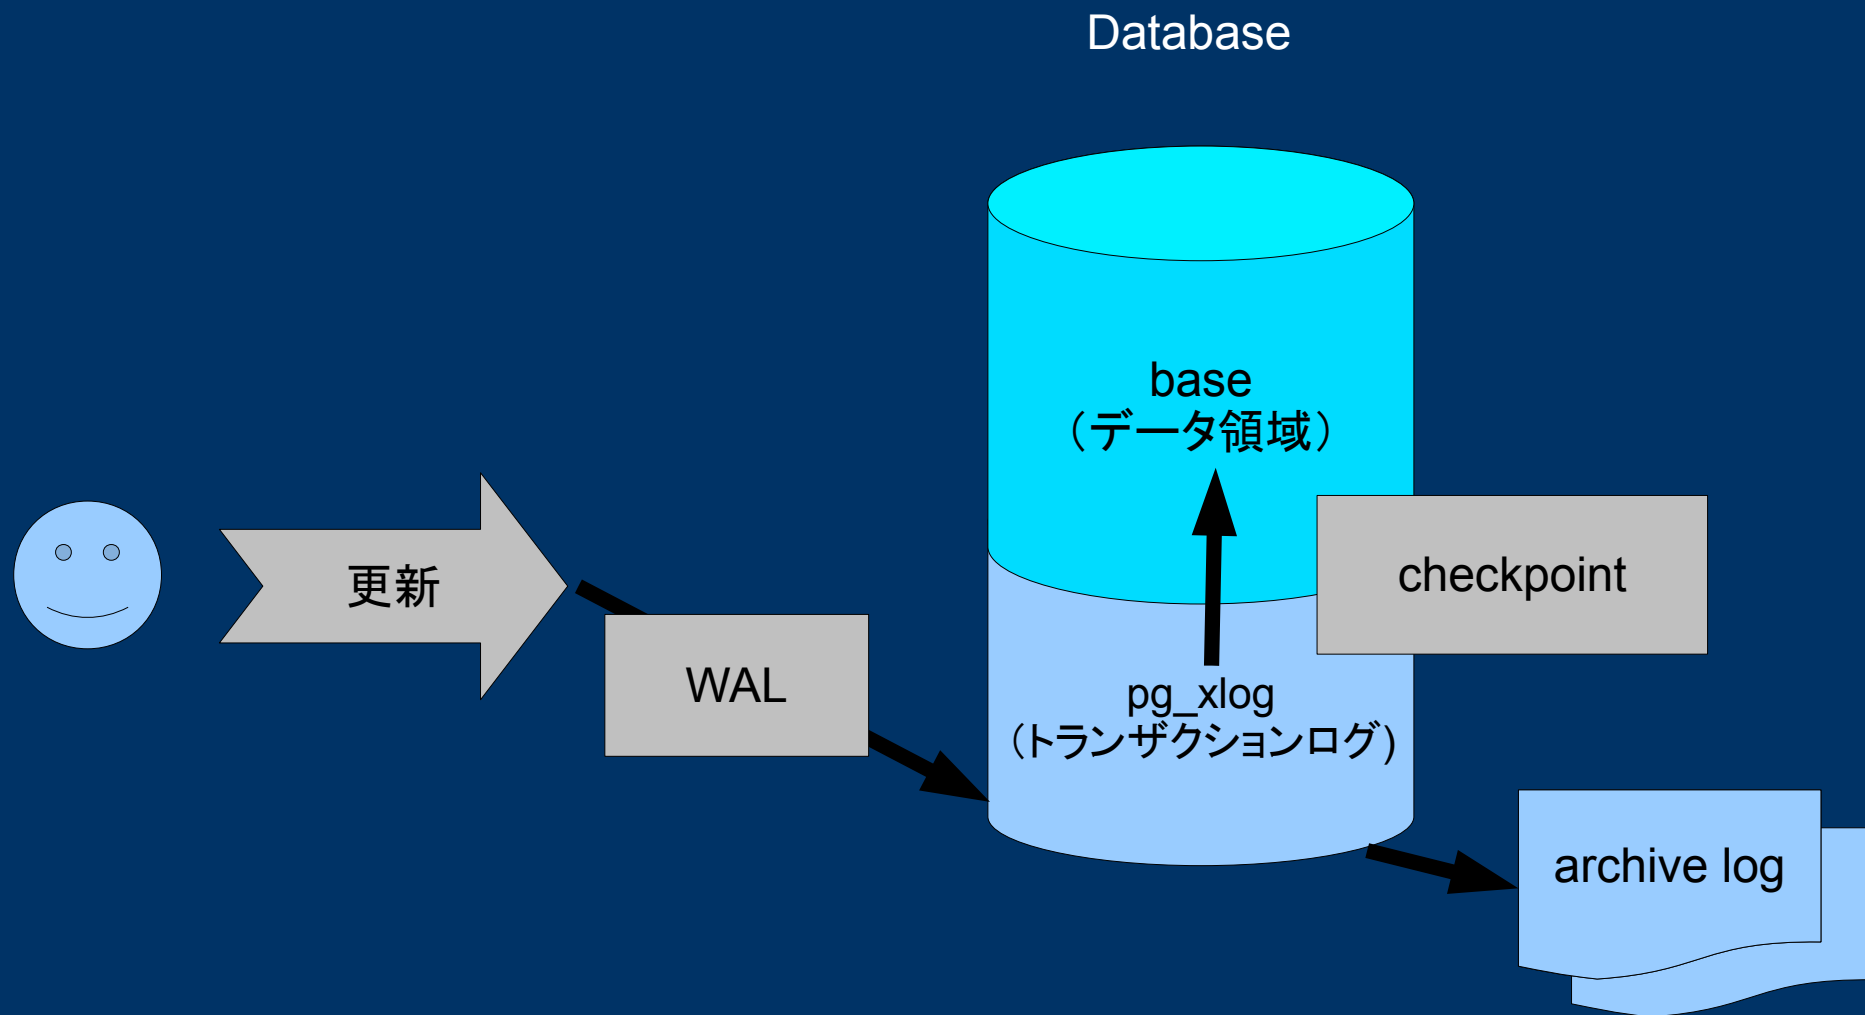 Database
base
（データ領域）
更新
checkpoint
WAL
pg_xlog
（トランザクションログ)
archive log